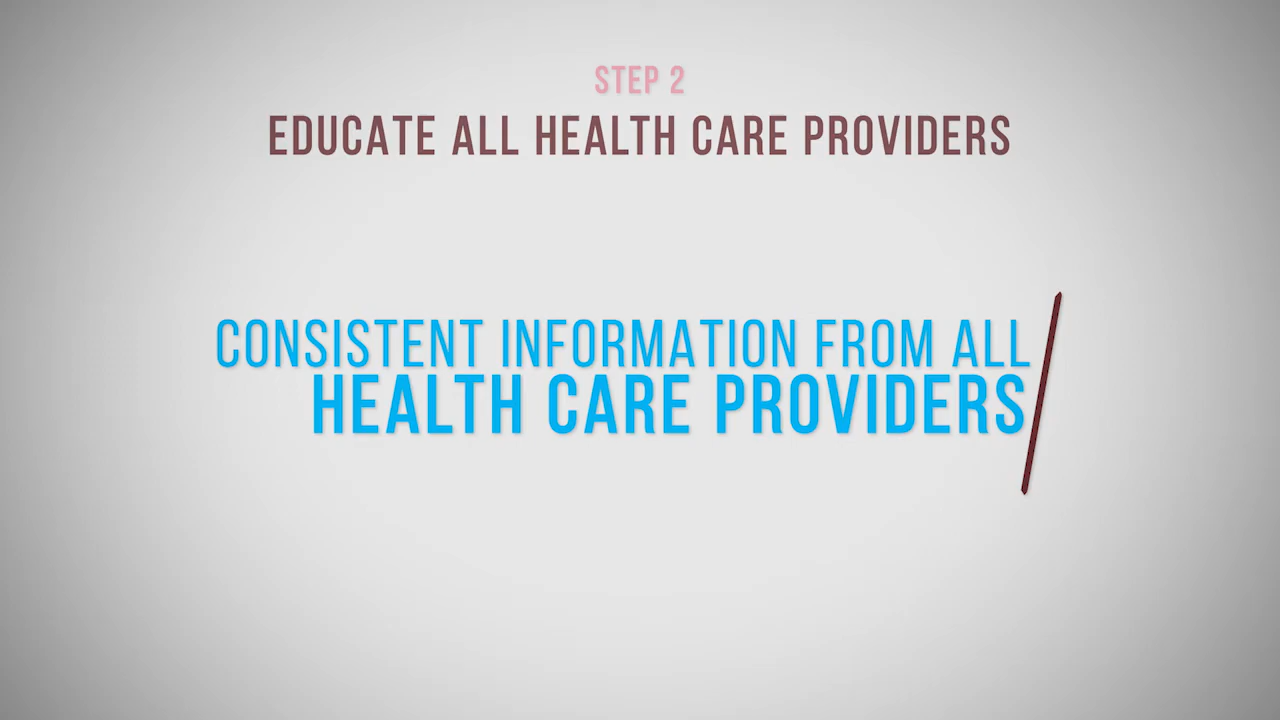 STEP 2
EDUCATE ALL HEALTH CARE PROVIDERS
CONSISTENT INFORMATION FROM ALL
HEALTH CARE PROVIDERS